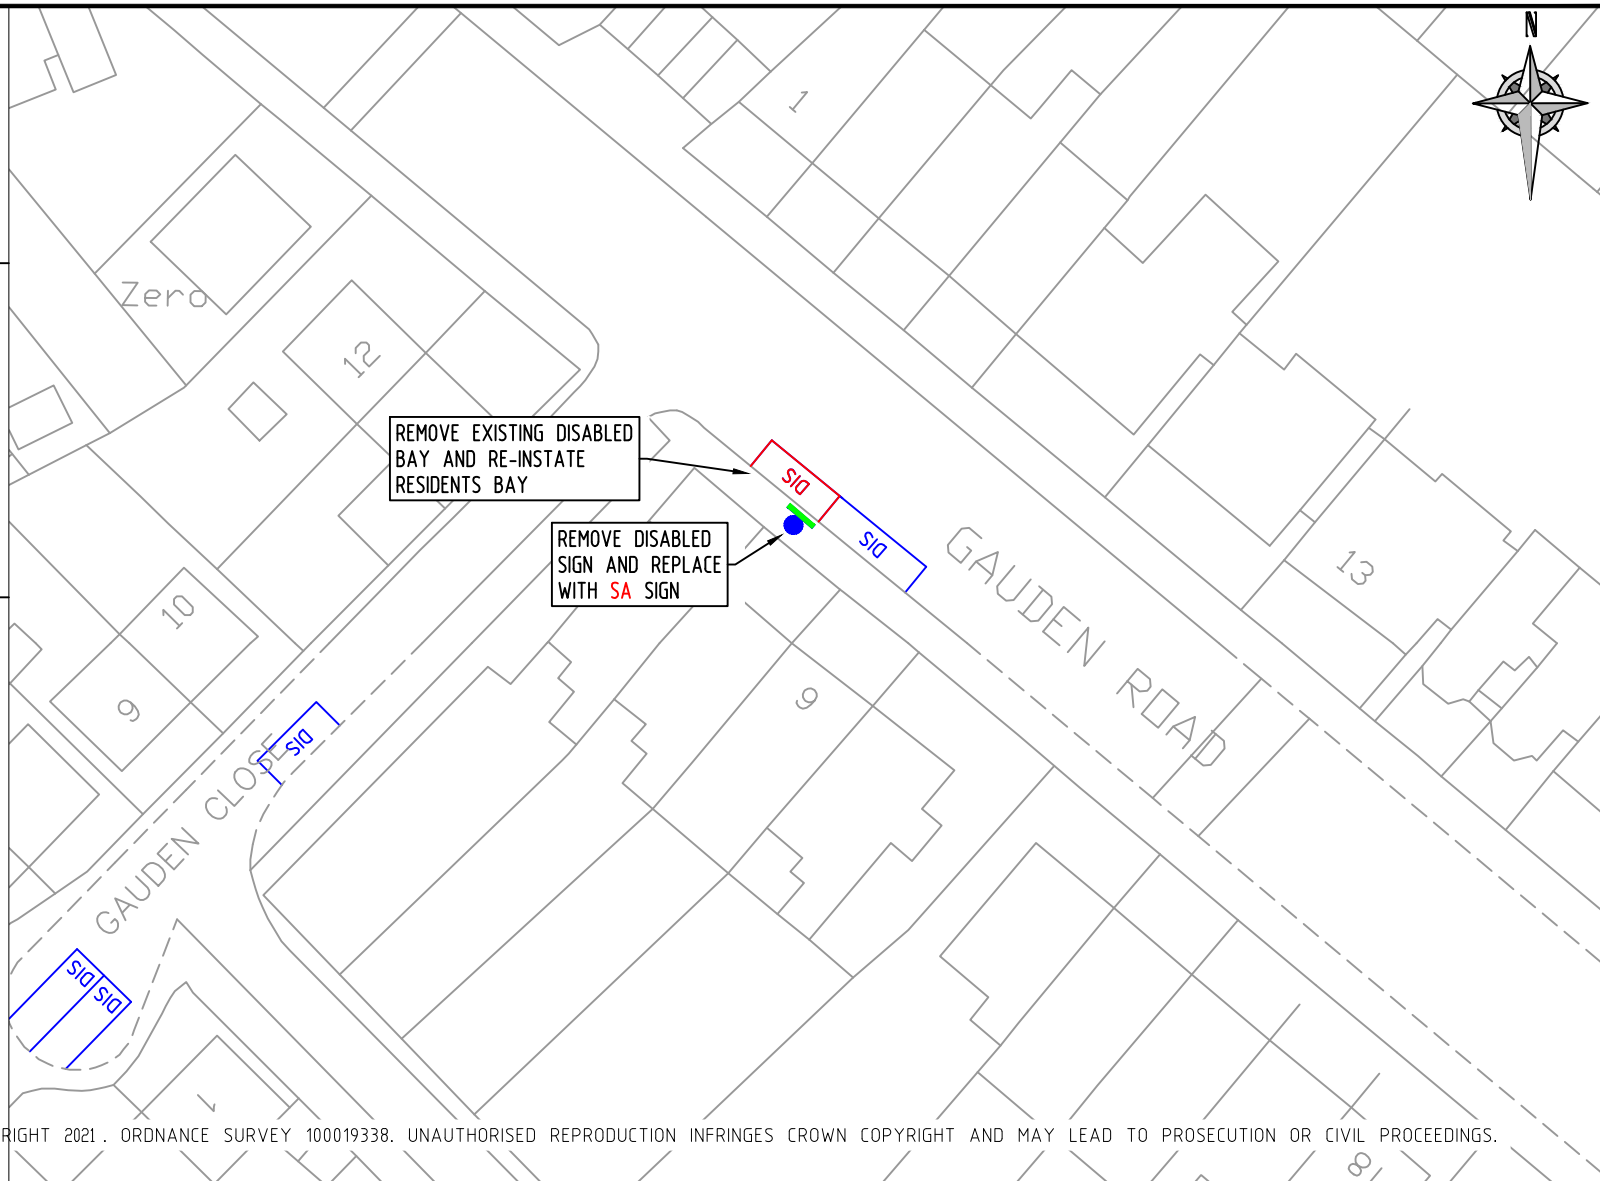 N
1
Zero
12
REMOVE EXISTING DISABLED
BAY AND RE-INSTATE
RESIDENTS BAY
DIS
REMOVE DISABLED
SIGN AND REPLACE
WITH SA SIGN
DIS
GAUDEN ROAD
13
10
9
9
DIS
GAUDEN CLOSE
DIS
DIS
1
RIGHT 2021. ORDNANCE SURVEY 100019338. UNAUTHORISED REPRODUCTION INFRINGES CROWN COPYRIGHT AND MAY LEAD TO PROSECUTION OR CIVIL PROCEEDINGS.
8